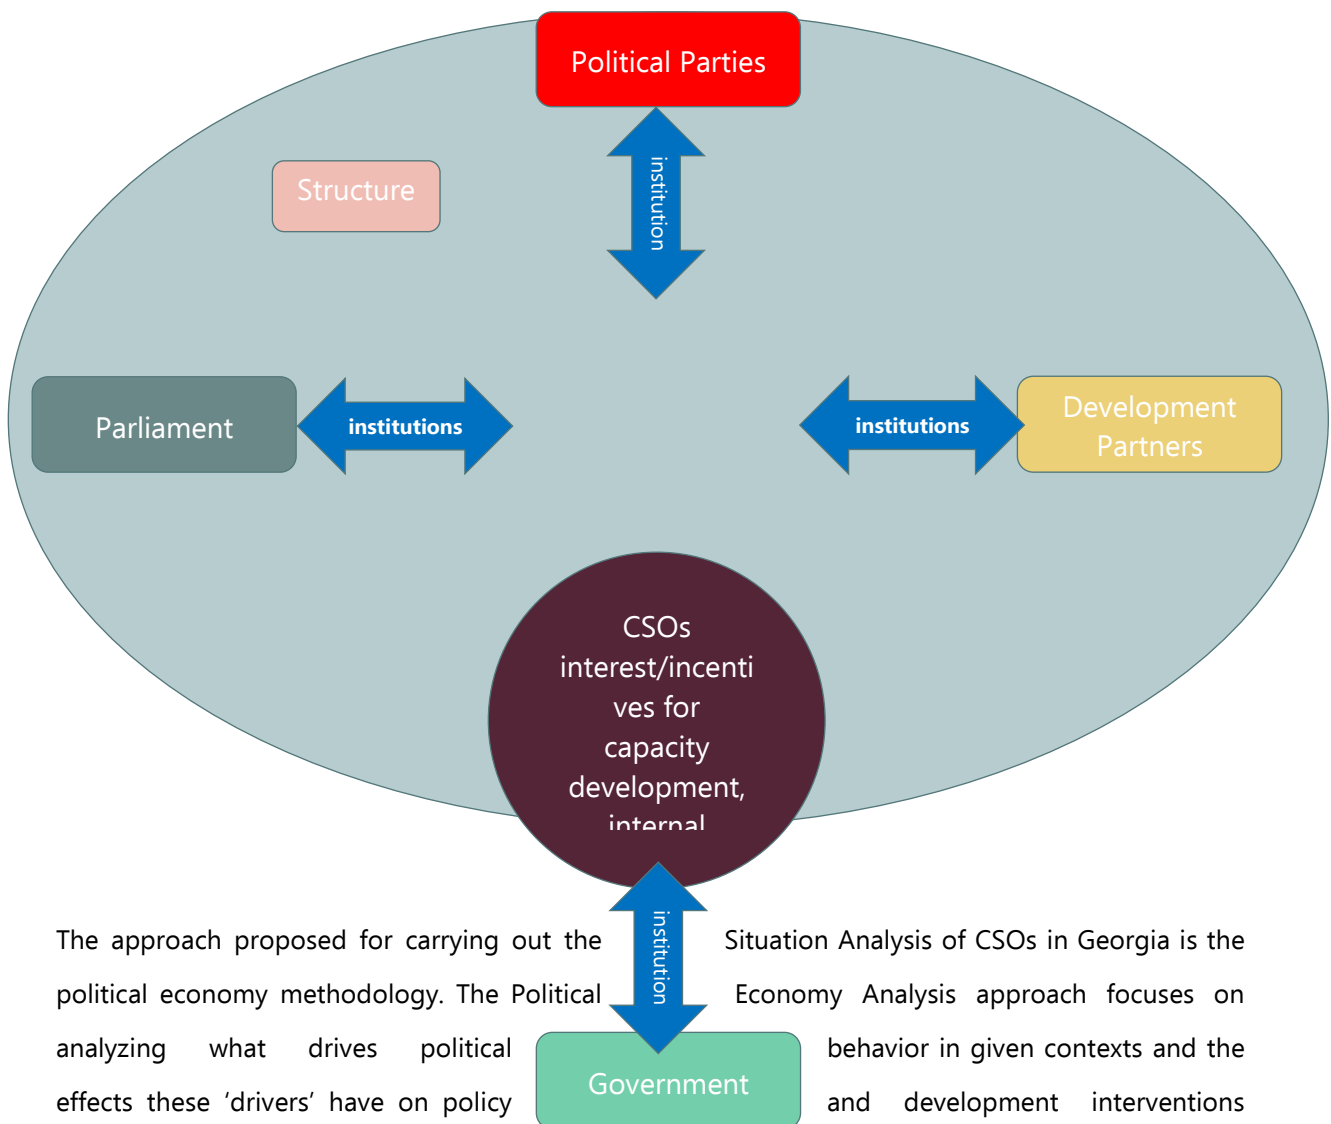 Political Parties
institution
Structure
Parliament
institutions
institutions
Development
Partners
CSOs
interest/incenti
ves for
capacity
development,
internal
institution
The approach proposed for carrying out the Situation Analysis of CSOs in Georgia is the
political economy methodology. The Political Economy Analysis approach focuses on
analyzing what drives political behavior in given contexts and the
effects these ‘drivers’ have on policy and development interventions
Government